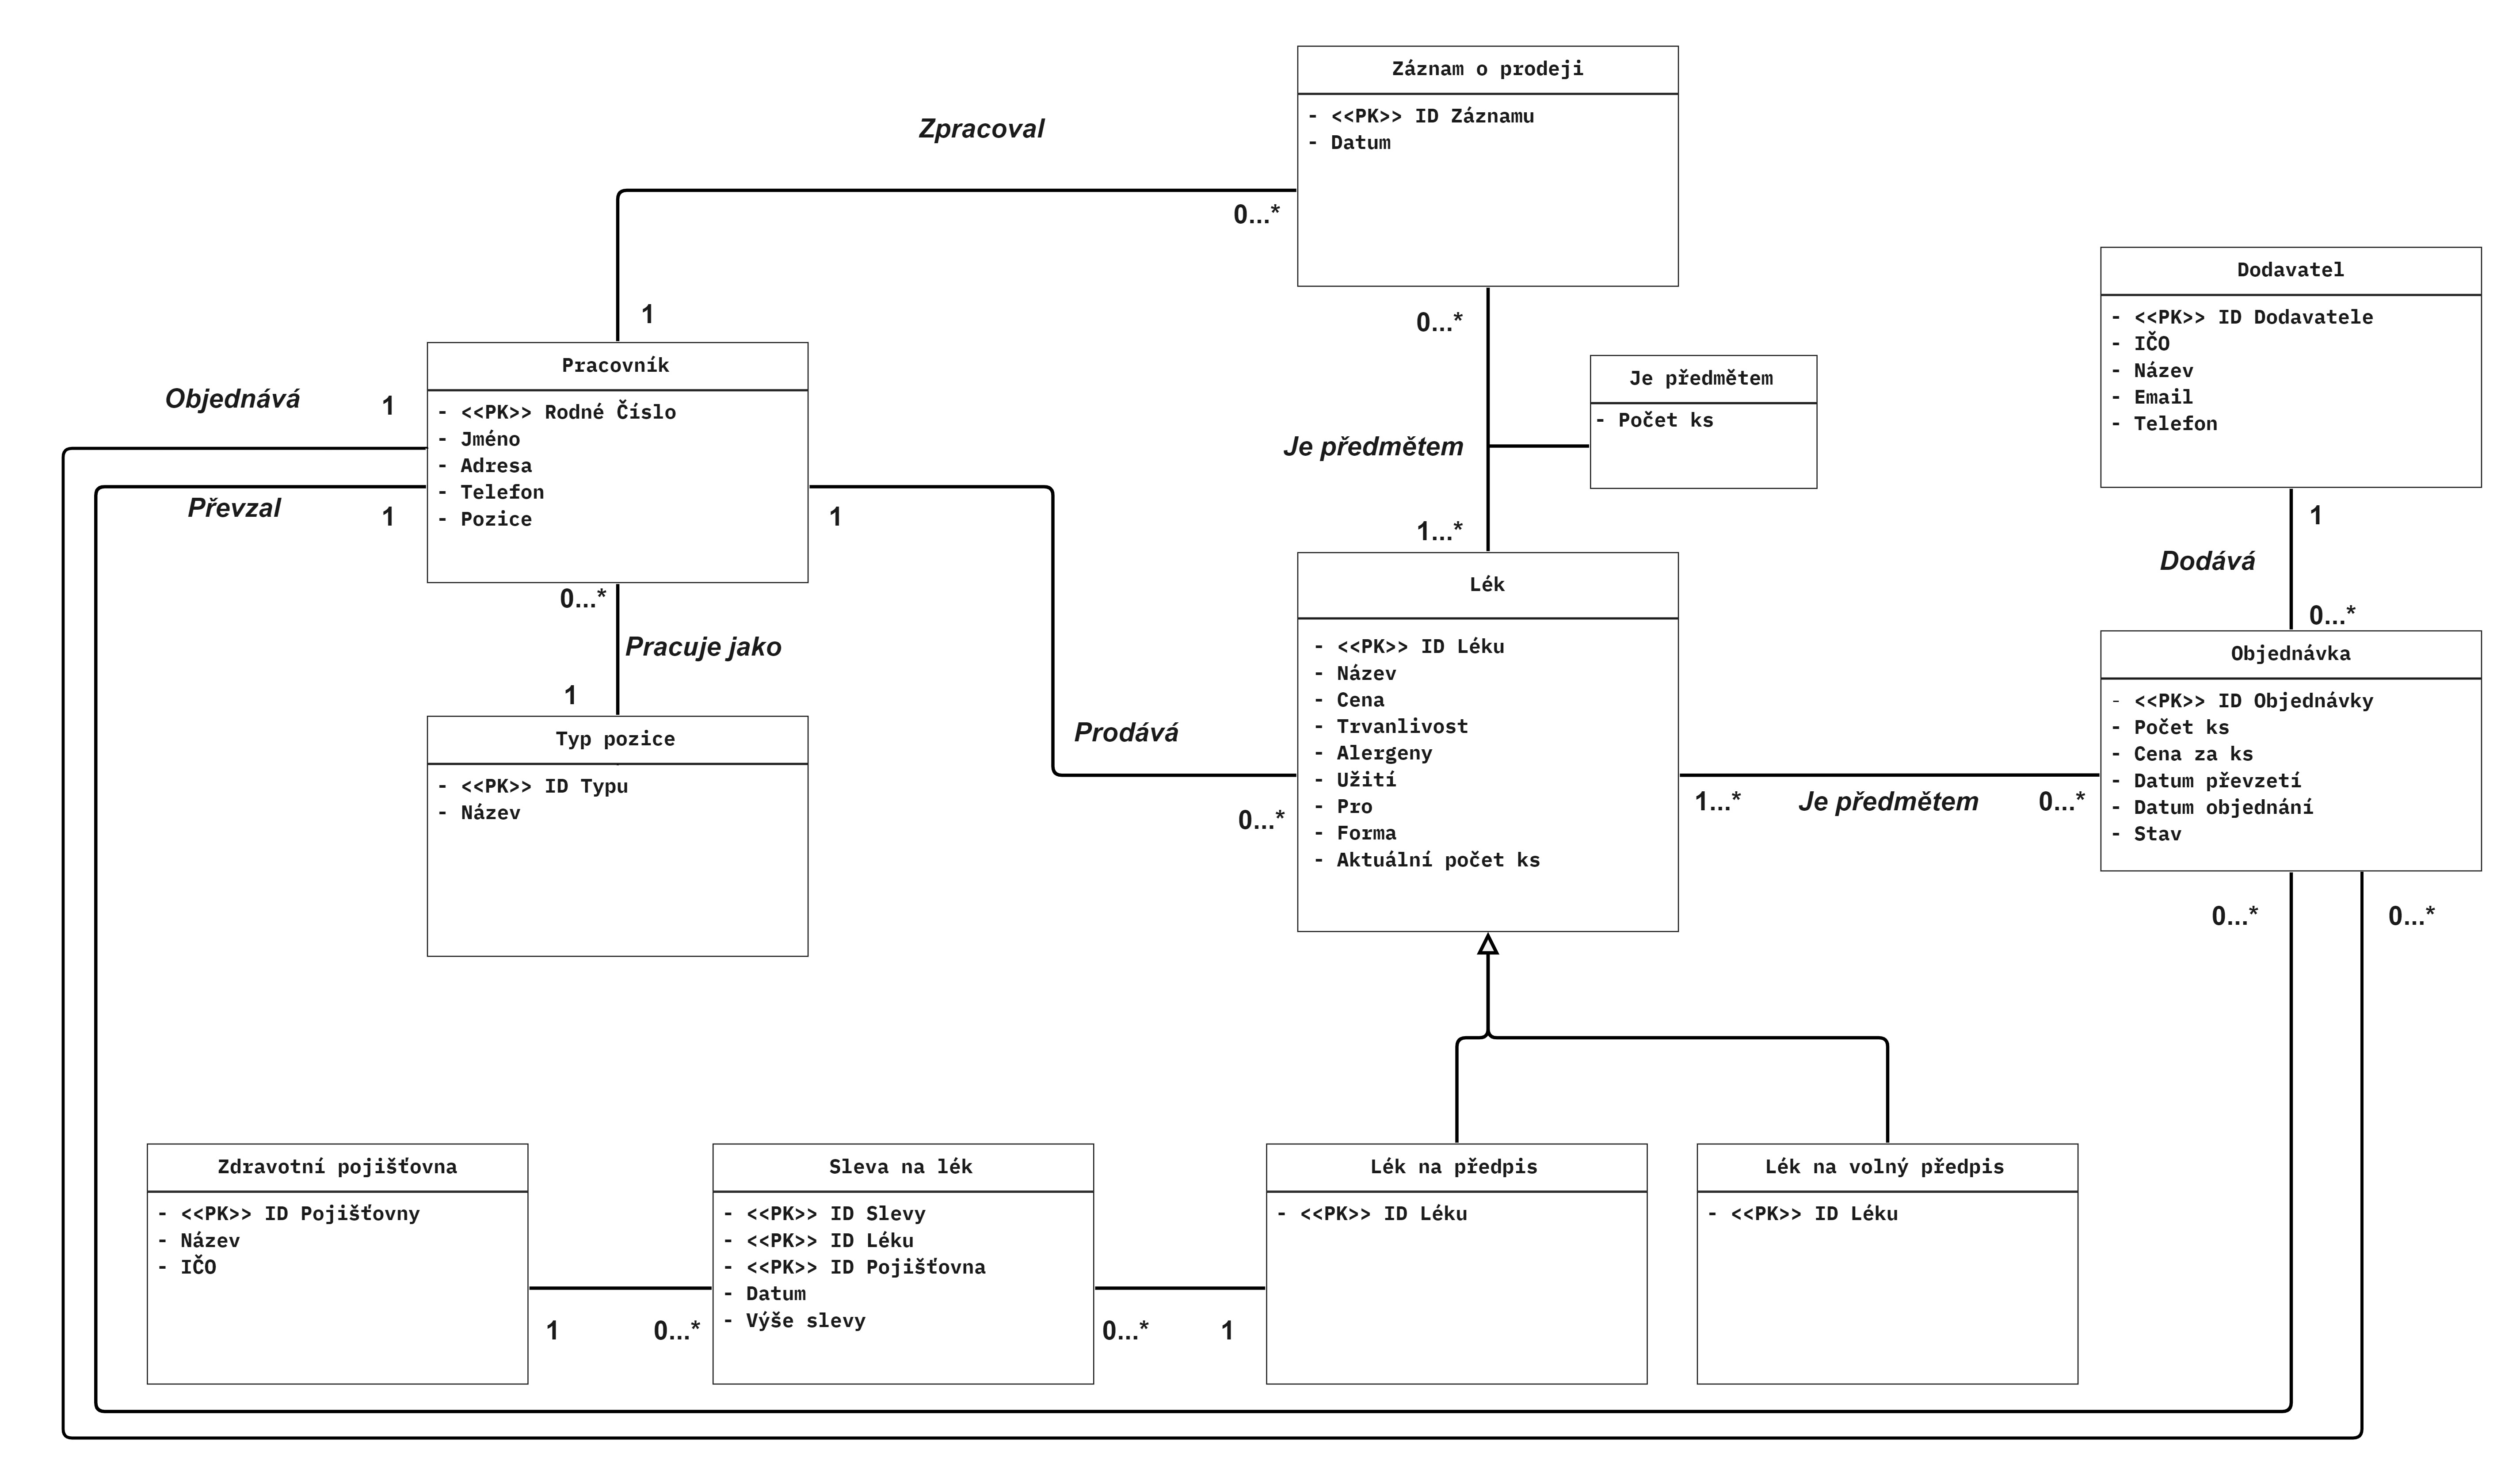 Záznam o prodeji
- <<PK>> ID Záznamu
- Datum
Zpracoval
0...*
1
Dodavatel
- <<PK>> ID Dodavatele
- IČO
- Název
- Email
- Telefon
1
Dodává
0...*
Pracovník
- <<PK>> Rodné Číslo
- Jméno
- Adresa
- Telefon
- Pozice
Objednává
1
Převzal
1
1
0...*
Je předmětem
1...*
Je předmětem
- Počet ks
0...*
Pracuje jako
1
Typ pozice
- <<PK>> ID Typu
- Název
Prodává
0...*
Lék
- <<PK>> ID Léku
- Název
- Cena
- Trvanlivost
- Alergeny
- Užití
- Pro
- Forma
- Aktuální počet ks
1...*
Je předmětem
0...*
Objednávka
- <<PK>> ID Objednávky
- Počet ks
- Cena za ks
- Datum převzetí
- Datum objednání
- Stav
0...*
0...*
Zdravotní pojišťovna
- <<PK>> ID Pojišťovny
- Název
- IČO
1
0...*
Sleva na lék
- <<PK>> ID Slevy
- <<PK>> ID Léku
- <<PK>> ID Pojišťovna
- Datum
- Výše slevy
0...*
1
Lék na předpis
- <<PK>> ID Léku
Lék na volný předpis
- <<PK>> ID Léku